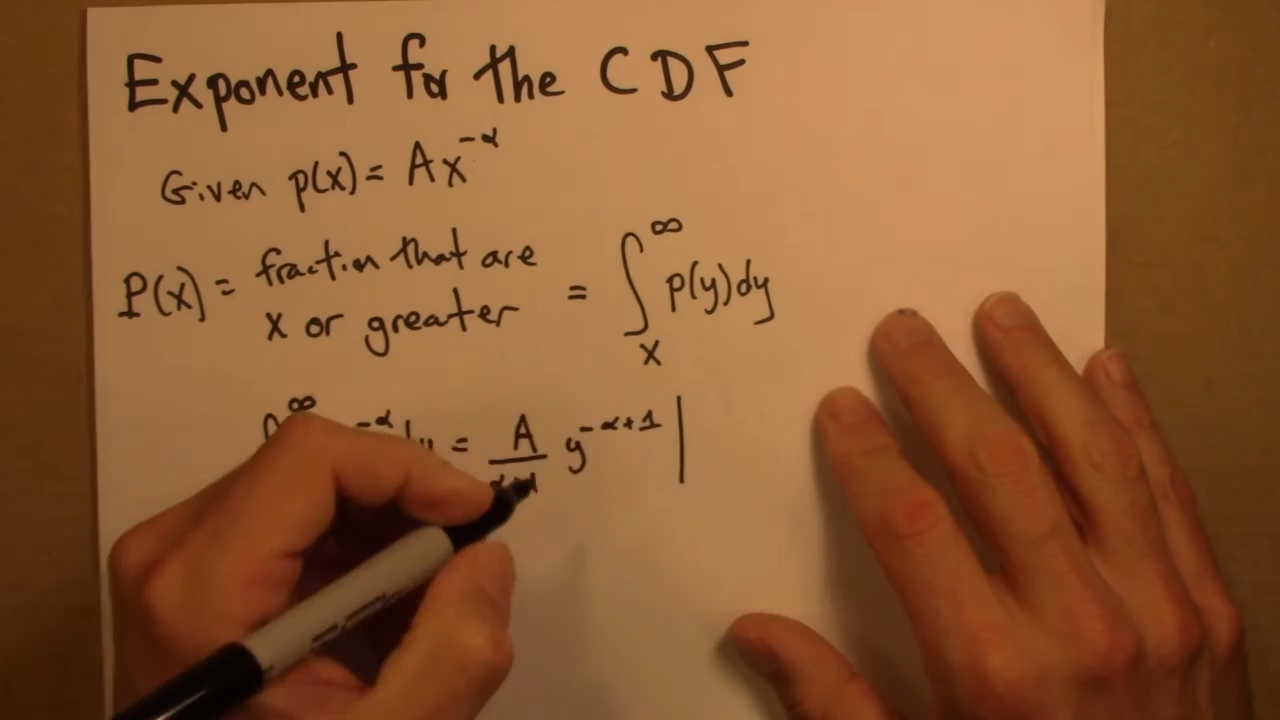 Exponent for the CDF
Given p(x) = Ax^-α
P(x) = fraction that are x or greater = ∫_x^∞ p(y)dy
∞ -α = A y^-α+1 |